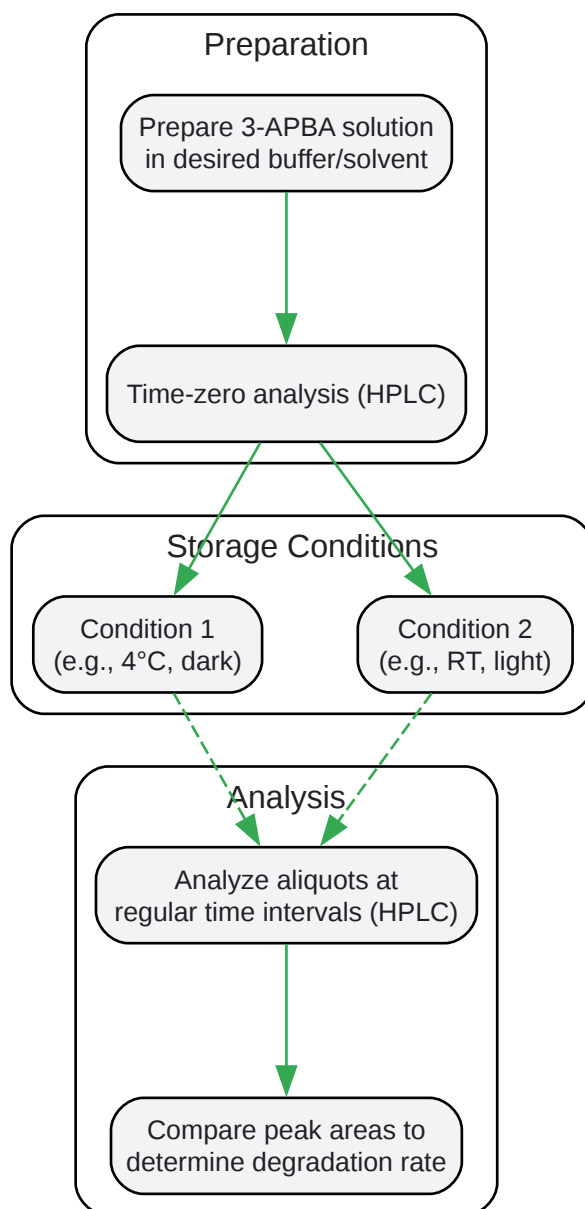 Preparation
Prepare 3-APBA solution
in desired buffer/solvent
Time-zero analysis (HPLC)
Storage Conditions
Condition 1
(e.g., 4°C, dark)
Condition 2
(e.g., RT, light)
Analysis
Analyze aliquots at
regular time intervals (HPLC)
Compare peak areas to
determine degradation rate